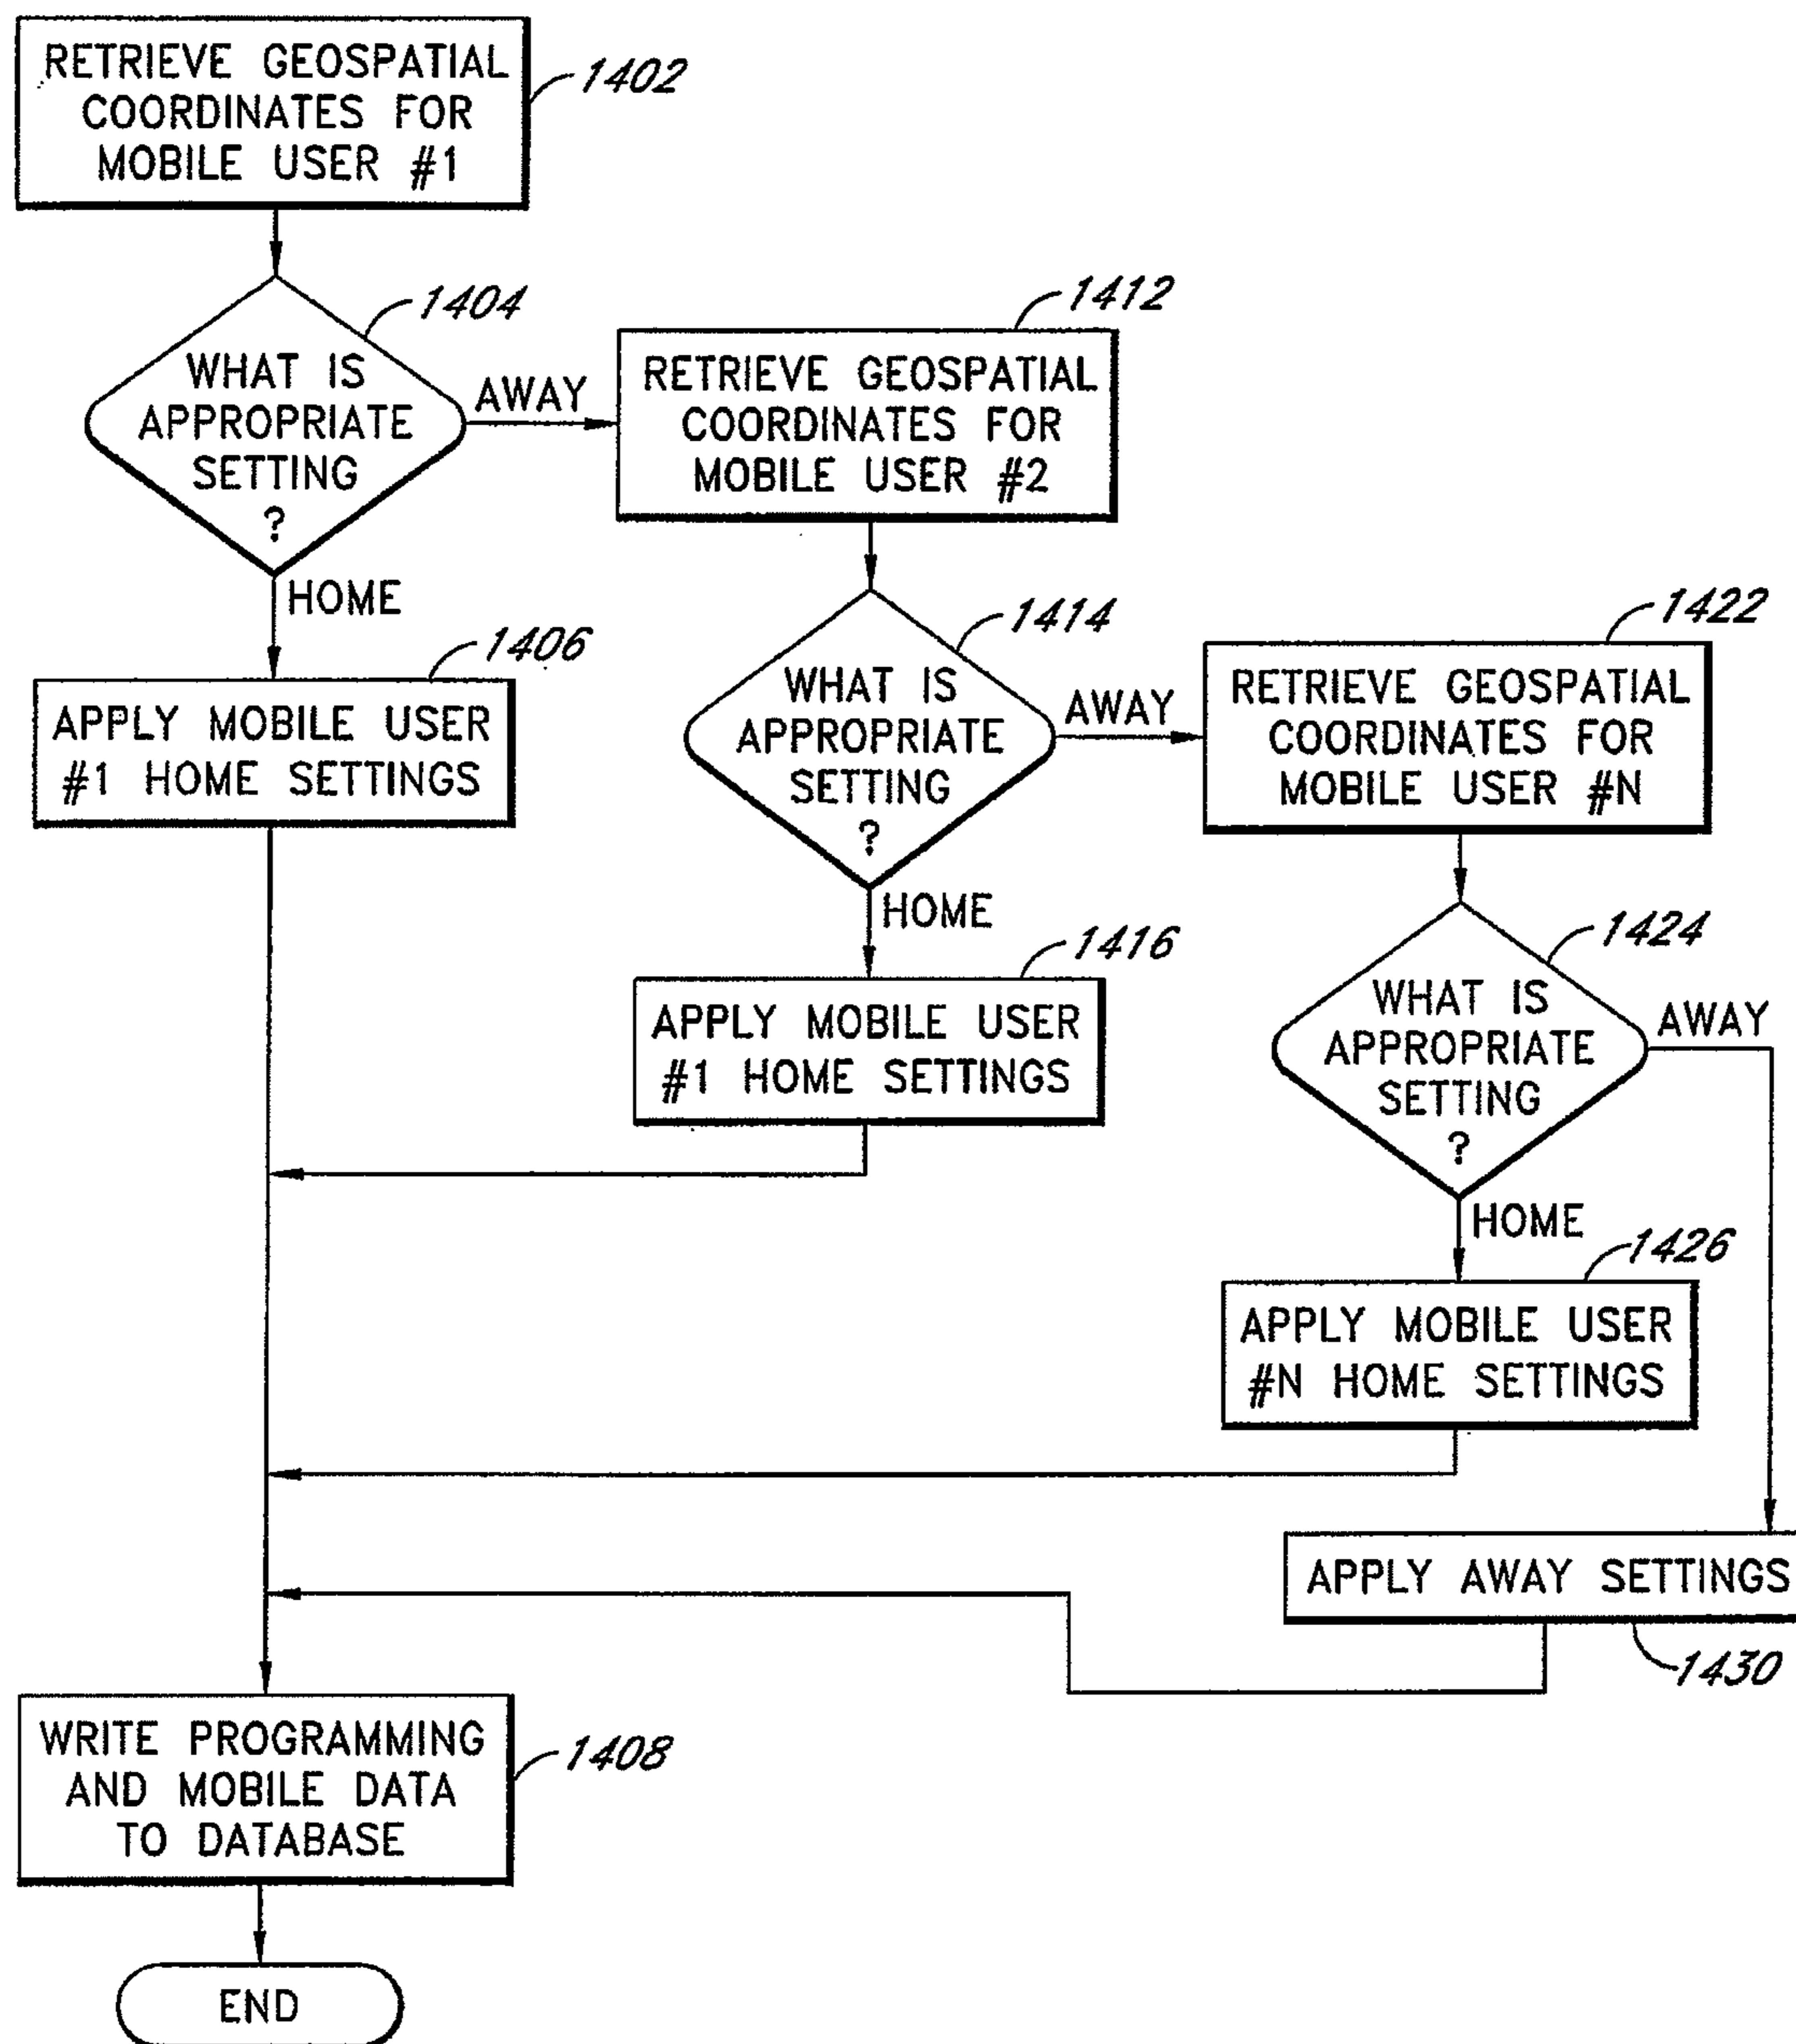 RETRIEVE GEOSPATIAL
COORDINATES FOR
MOBILE USER #1
1402
WHAT IS
APPROPRIATE
SETTING
?
1404
AWAY
HOME
RETRIEVE GEOSPATIAL
COORDINATES FOR
MOBILE USER #2
1412
APPLY MOBILE USER
#1 HOME SETTINGS
1406
WHAT IS
APPROPRIATE
SETTING
?
1414
AWAY
HOME
RETRIEVE GEOSPATIAL
COORDINATES FOR
MOBILE USER #N
1422
APPLY MOBILE USER
#1 HOME SETTINGS
1416
WHAT IS
APPROPRIATE
SETTING
?
1424
AWAY
HOME
APPLY MOBILE USER
#N HOME SETTINGS
1426
APPLY AWAY SETTINGS
1430
WRITE PROGRAMMING
AND MOBILE DATA
TO DATABASE
1408
END